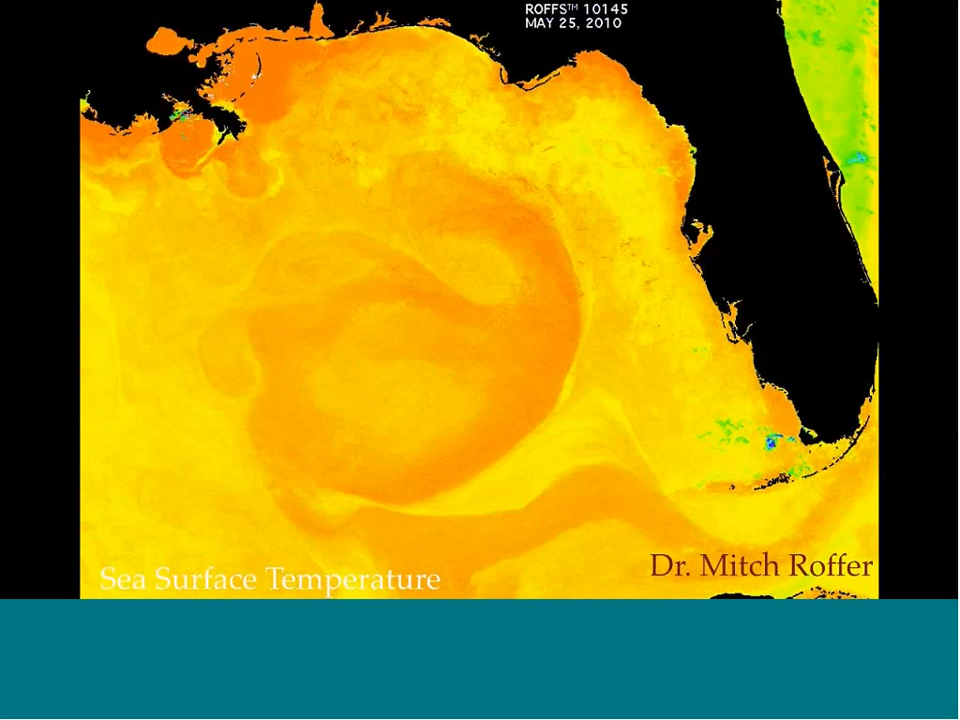 ROFFS™ 10145
MAY 25, 2010
Dr. Mitch Roffer
Sea Surface Temperature